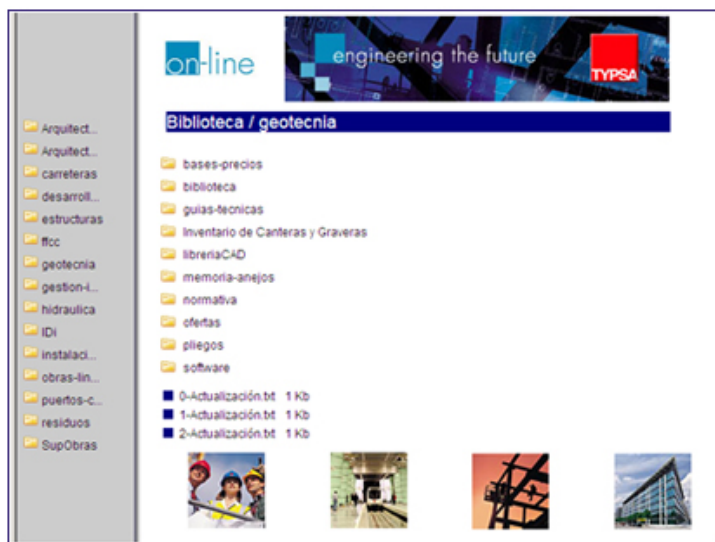 on-line
engineering the future
TYPSA
Biblioteca / geotecnia
Arquitect...
Arquitect...
carreteras
desarroll...
estructuras
ffcc
geotecnia
gestion-i...
hidraulica
IDi
instalaci...
obras-lin...
puertos-c...
residuos
SupObras
bases-precios
biblioteca
guias-tecnicas
Inventario de Canteras y Graveras
libreriaCAD
memoria-anejos
normativa
ofertas
pliegos
software
0-Actualización.txt 1 Kb
1-Actualización.txt 1 Kb
2-Actualización.txt 1 Kb